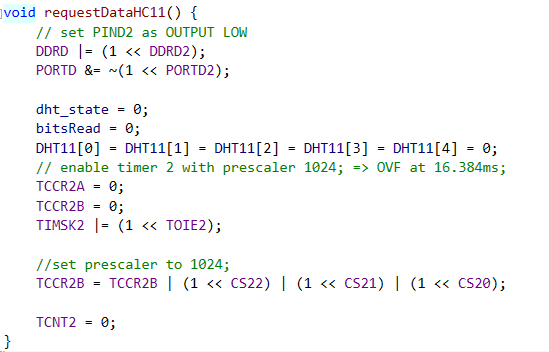 void requestDataHC11() {
// set PIND2 as OUTPUT LOW
DDRD |= (1 << DDRD2);
PORTD &= ~(1 << PORTD2);
dht_state = 0;
bitsRead = 0;
DHT11[0] = DHT11[1] = DHT11[2] = DHT11[3] = DHT11[4] = 0;
// enable timer 2 with prescaler 1024; => OVF at 16.384ms;
TCCR2A = 0;
TCCR2B = 0;
TIMSK2 |= (1 << TOIE2);
//set prescaler to 1024;
TCCR2B = TCCR2B | (1 << CS22) | (1 << CS21) | (1 << CS20);
TCNT2 = 0;
}